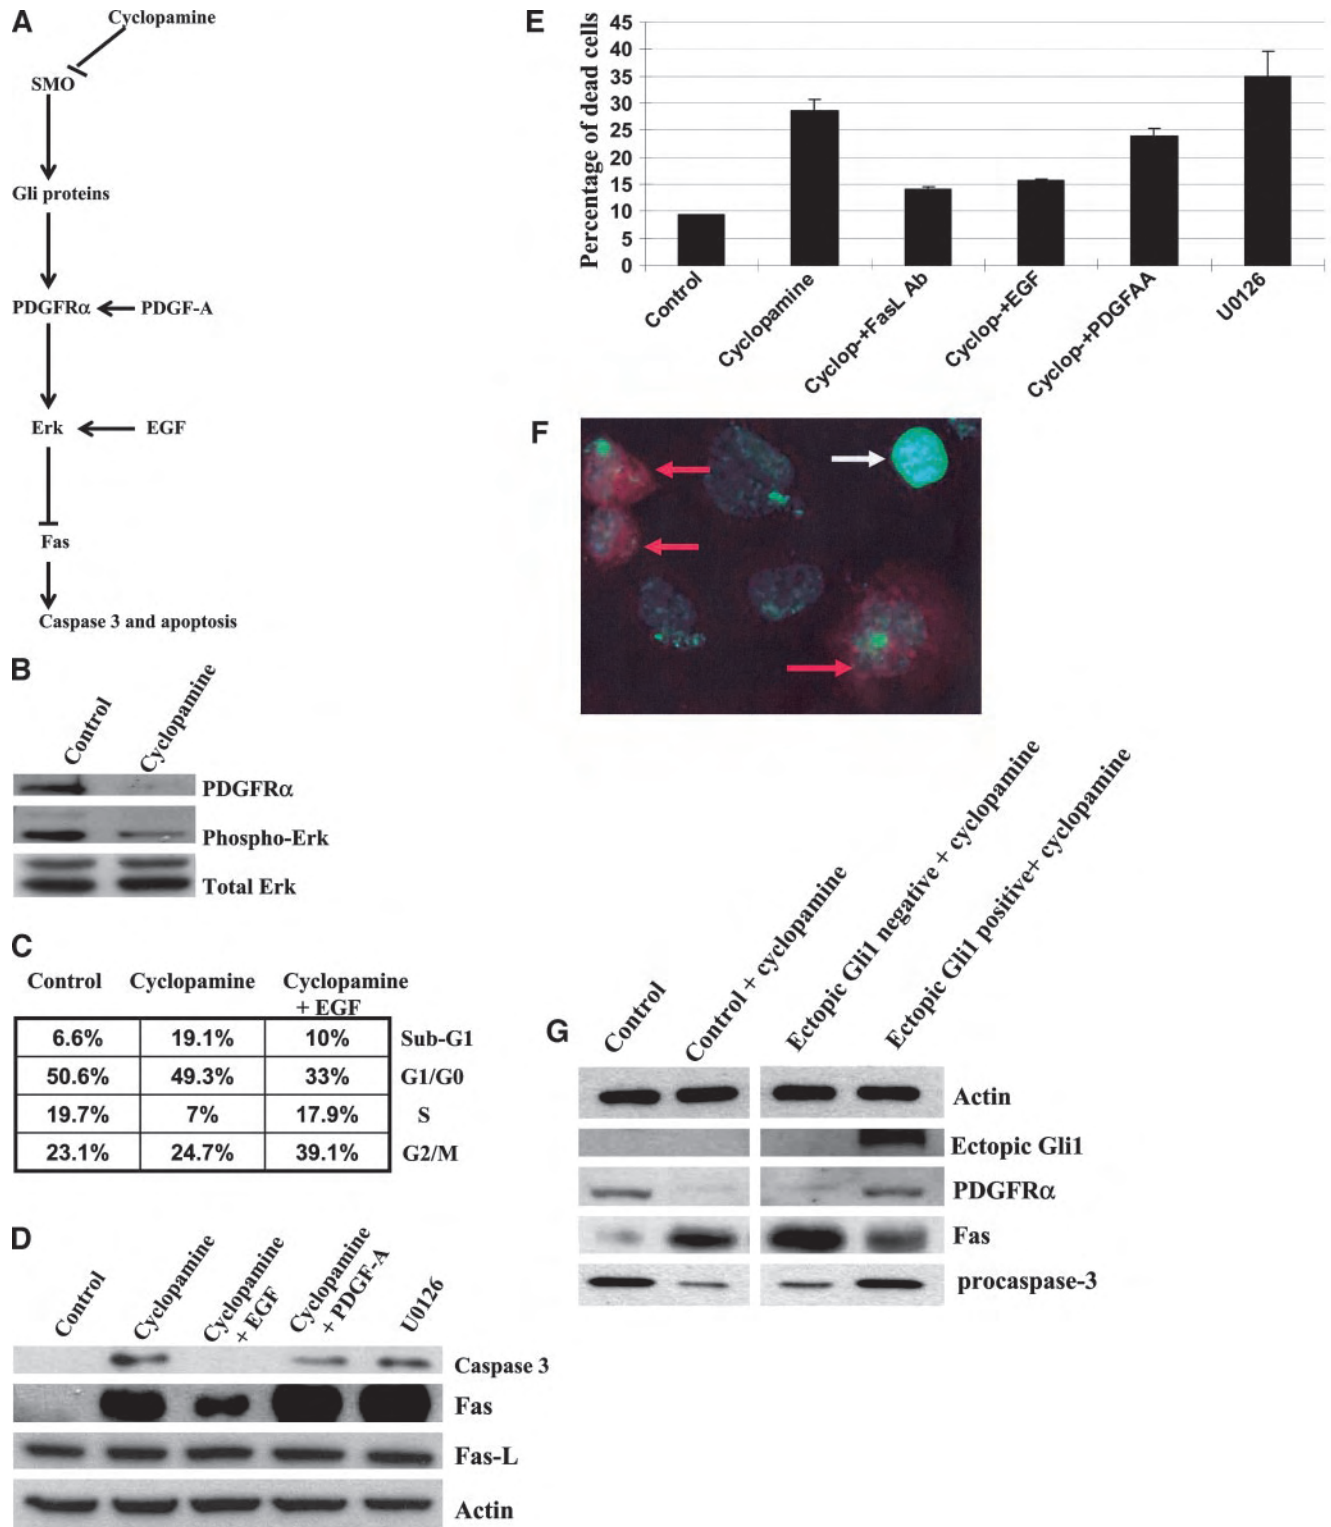 A
Cyclopamine
SMO
Gli proteins
PDGFRα
PDGF-A
Erk
EGF
Fas
Caspase 3 and apoptosis
B
Control
Cyclopamine
PDGFRα
Phospho-Erk
Total Erk
C
Control Cyclopamine Cyclopamine
+ EGF
6.6% 19.1% 10% Sub-G1
50.6% 49.3% 33% G1/G0
19.7% 7% 17.9% S
23.1% 24.7% 39.1% G2/M
D
Control
Cyclopamine
Cyclopamine
+ EGF
Cyclopamine
+ PDGF-A
U0126
Caspase 3
Fas
Fas-L
Actin
E
Percentage of dead cells
45
40
35
30
25
20
15
10
5
0
Control
Cyclopamine
Cyclop-+FasL Ab
Cyclop-+EGF
Cyclop-+PDGFAA
U0126
F
G
Control
Control + cyclopamine
Ectopic Gli1 negative + cyclopamine
Ectopic Gli1 positive+ cyclopamine
Actin
Ectopic Gli1
PDGFRα
Fas
procaspase-3